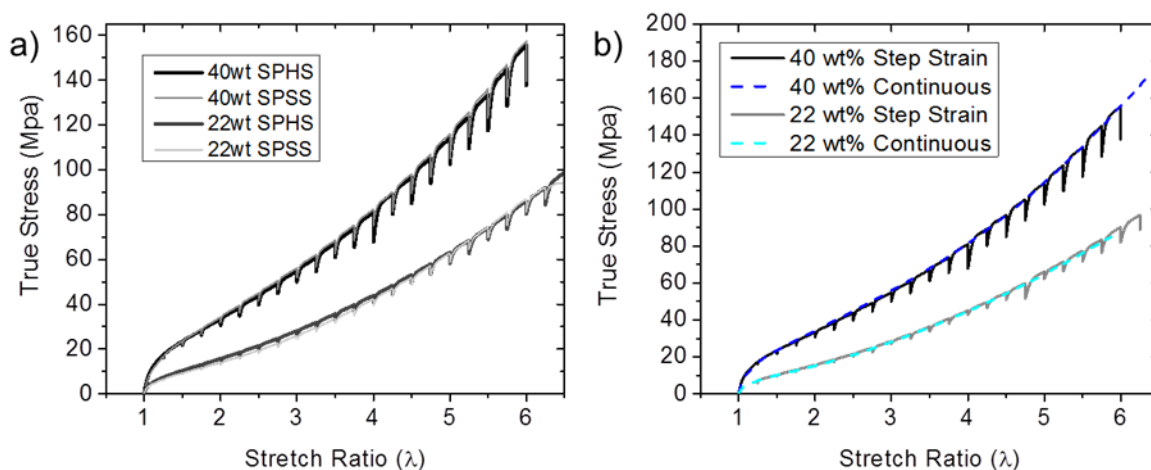 a)
160
140
120
100
80
60
40
20
0
True Stress (Mpa)
40wt SPHS
40wt SPSS
22wt SPHS
22wt SPSS
1 2 3 4 5 6
Stretch Ratio (λ)
b)
200
180
160
140
120
100
80
60
40
20
0
True Stress (Mpa)
40 wt% Step Strain
40 wt% Continuous
22 wt% Step Strain
22 wt% Continuous
1 2 3 4 5 6
Stretch Ratio (λ)